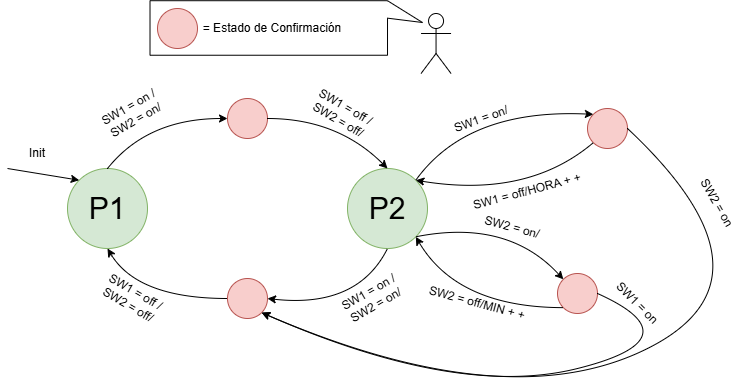 = Estado de Confirmación
SW1 = on /
SW2 = on/
SW1 = off /
SW2 = off/
SW1 = on/
Init
P1
P2
SW1 = off/HORA + +
SW2 = on
SW2 = on/
SW1 = off /
SW2 = off/
SW1 = on /
SW2 = on/
SW2 = off/MIN + +
SW1 = on